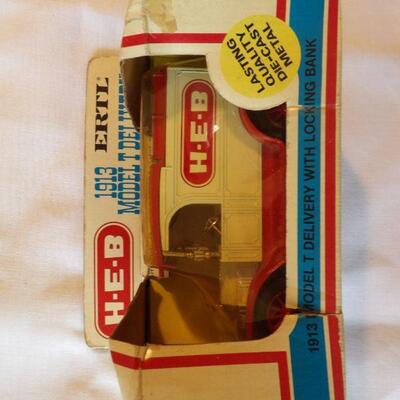 1913 ERTL
MODEL T DELIVERY
H·E·B
LASTING
QUALITY
DIE-CAST
METAL
H·E·B
1913 MODEL T DELIVERY WITH LOCKING BANK